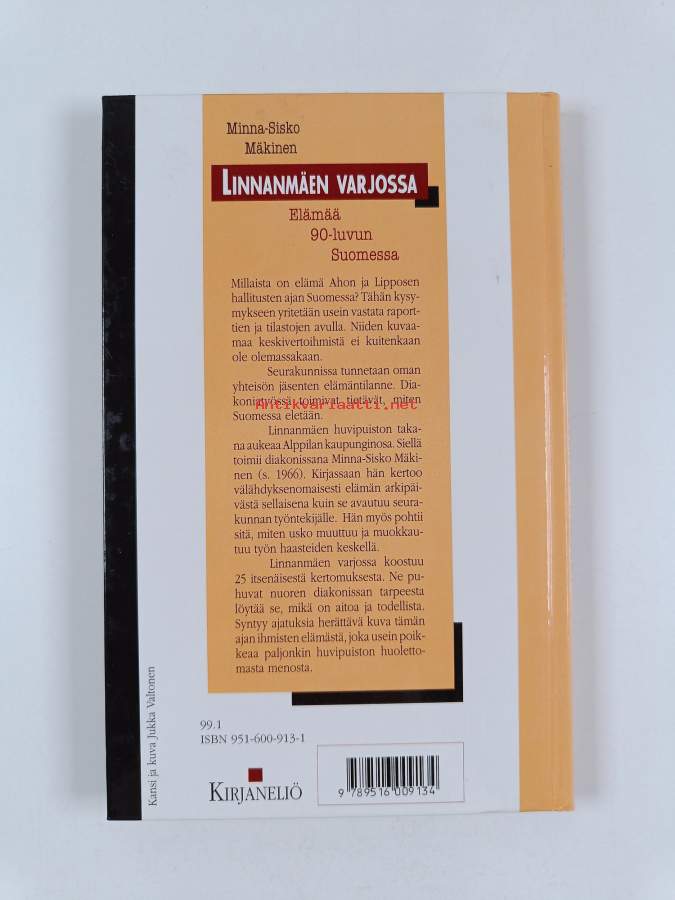 Minna-Sisko
Mäkinen
LINNANMÄEN VARJOSSA
Elämää
90-luvun
Suomessa
Millaista on elämä Ahon ja Lipposen
hallitusten ajan Suomessa? Tähän kysy-
mykseen yritetään usein vastata raport-
tien ja tilastojen avulla. Niiden kuvaa-
maa keskivertoihmistä ei kuitenkaan
ole olemassakaan.
Seurakunnissa tunnetaan oman
yhteisön jäsenten elämäntilanne. Dia-
koniatyössä toimivat tietävät, miten
Antikvariaatti.net
Suomessa eletään.
Linnanmäen huvipuiston taka-
na aukeaa Alppilan kaupunginosa. Siellä
toimii diakonissana Minna-Sisko Mäki-
nen (s. 1966). Kirjassaan hän kertoo
välähdyksenomaisesti elämän arkipäi-
västä sellaisena kuin se avautuu seura-
kunnan työntekijälle. Hän myös pohtii
sitä, miten usko muuttuu ja muokkau-
tuu työn haasteiden keskellä.
Linnanmäen varjossa koostuu
25 itsenäisestä kertomuksesta. Ne pu-
huvat nuoren diakonissan tarpeesta
löytää se, mikä on aitoa ja todellista.
Syntyy ajatuksia herättävä kuva tämän
ajan ihmisten elämästä, joka usein poik-
keaa paljonkin huvipuiston huoletto-
masta menosta.
99.1
ISBN 951-600-913-1
KIRJANELIÖ
9 789516 009134
Kansi ja kuva Jukka Valtonen